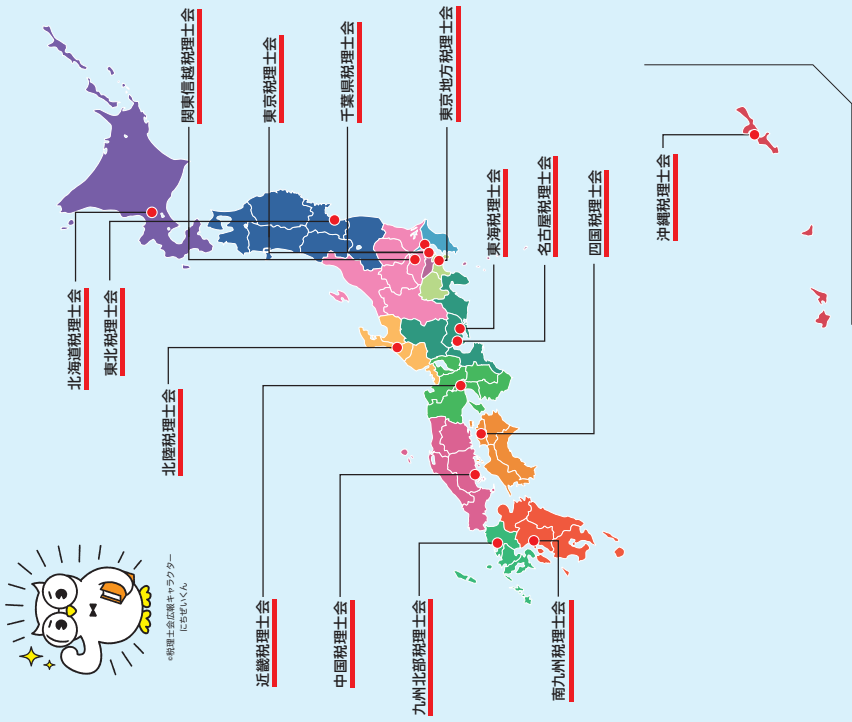 北海道税理士会
東北税理士会
関東信越税理士会
東京税理士会
千葉県税理士会
東京地方税理士会
東海税理士会
名古屋税理士会
四国税理士会
沖縄税理士会
北陸税理士会
近畿税理士会
中国税理士会
九州北部税理士会
南九州税理士会
©税理士会広報キャラクター
にちぜいくん